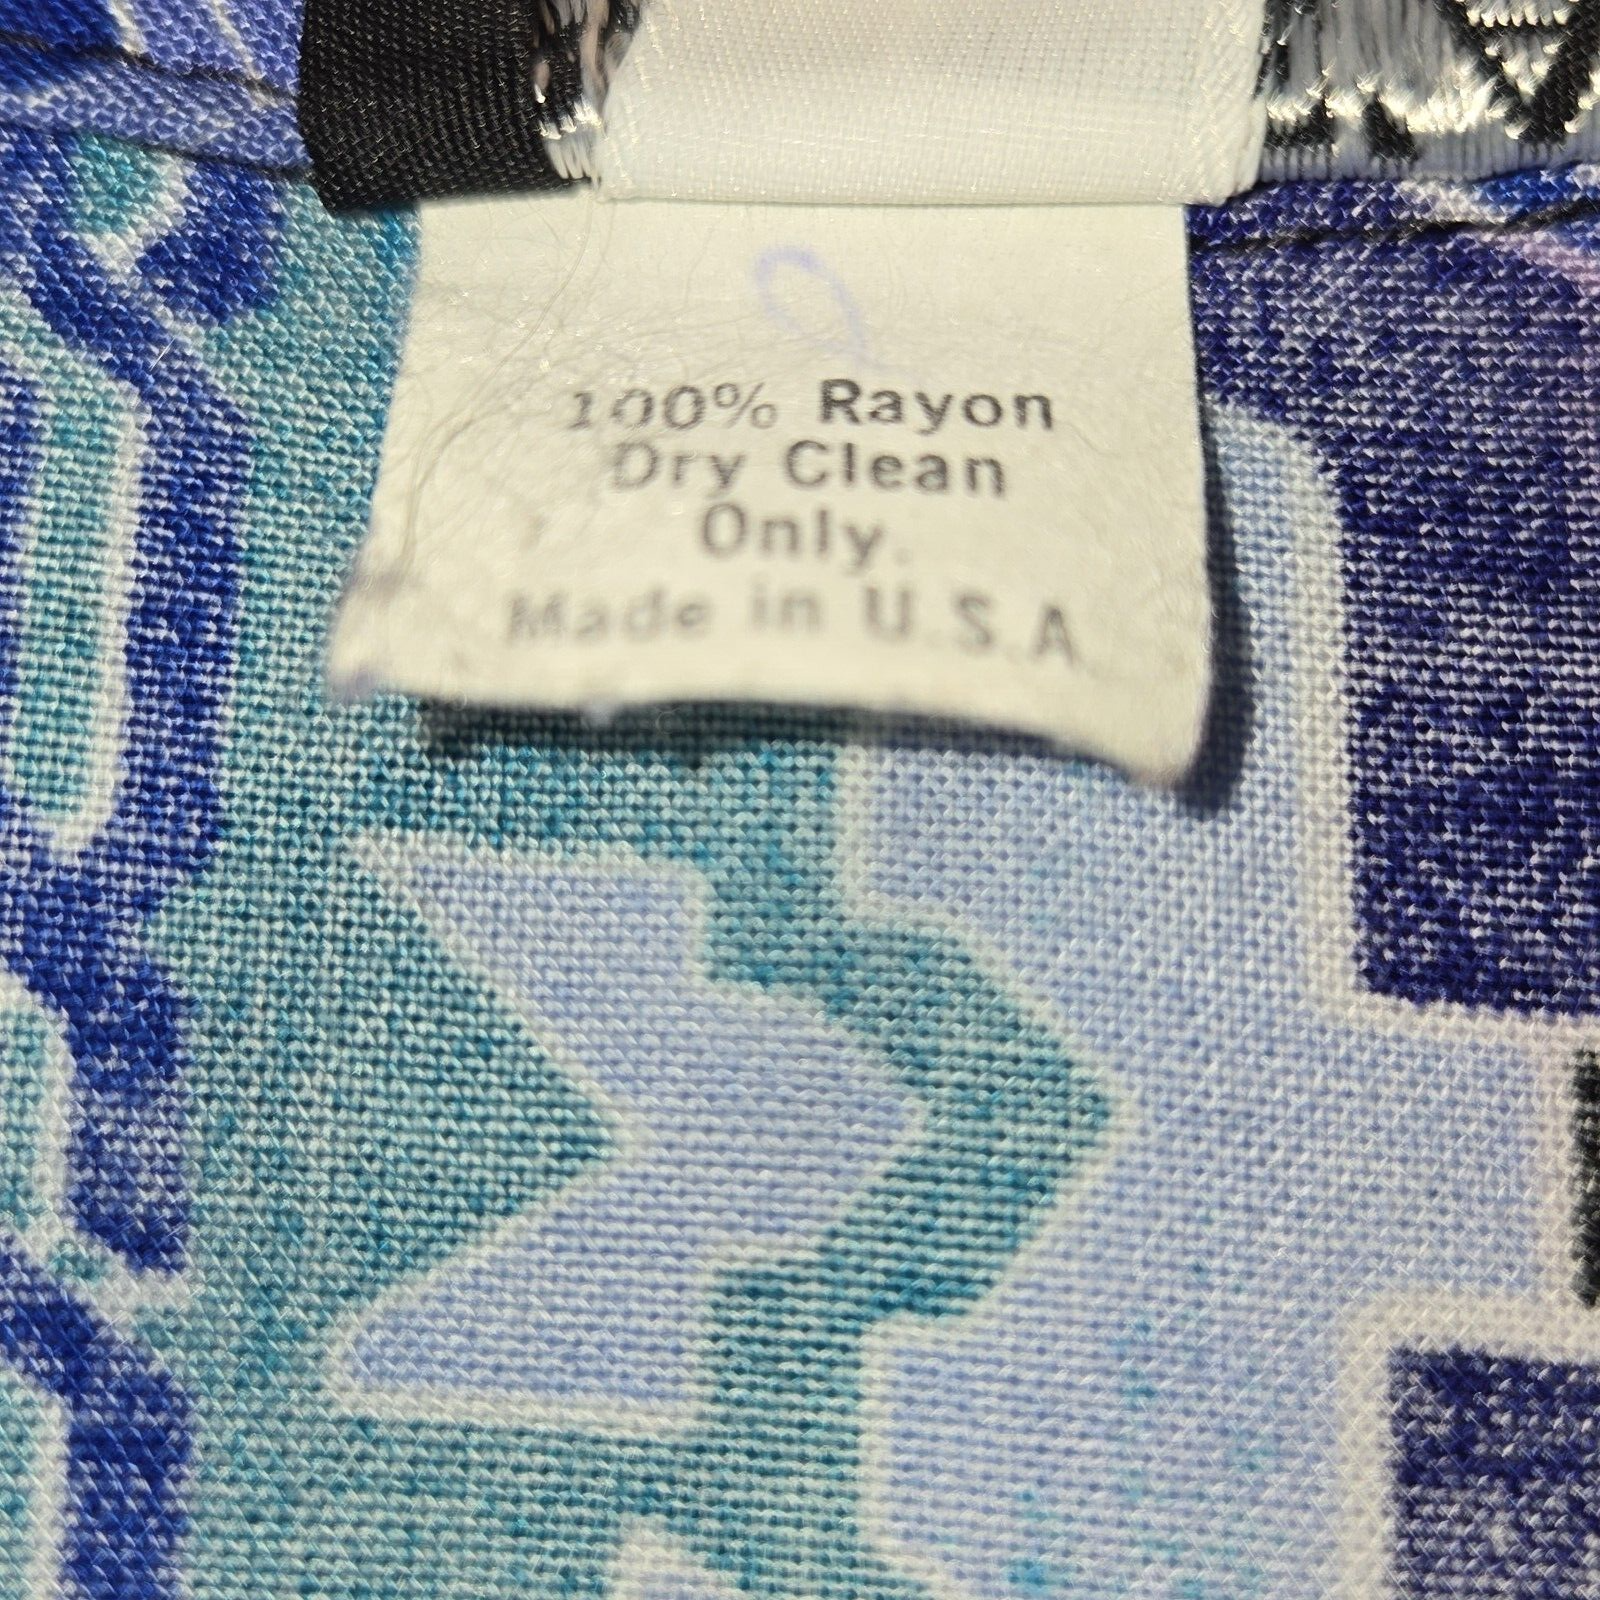 100% Rayon
Dry Clean
Only.
Made in U.S.A.